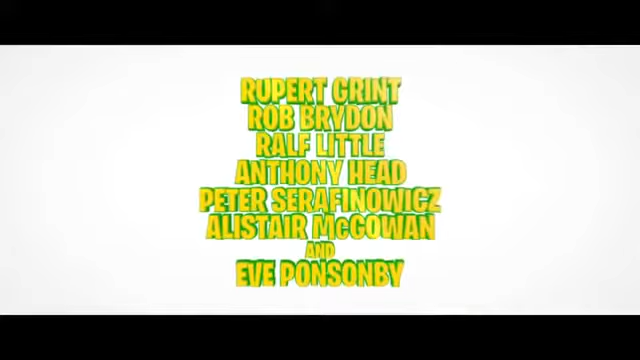 RUPERT GRINT
ROB BRYDON
RALF LITTLE
ANTHONY HEAD
PETER SERAFINOWICZ
ALISTAIR McGOWAN
AND
EVE PONSONBY